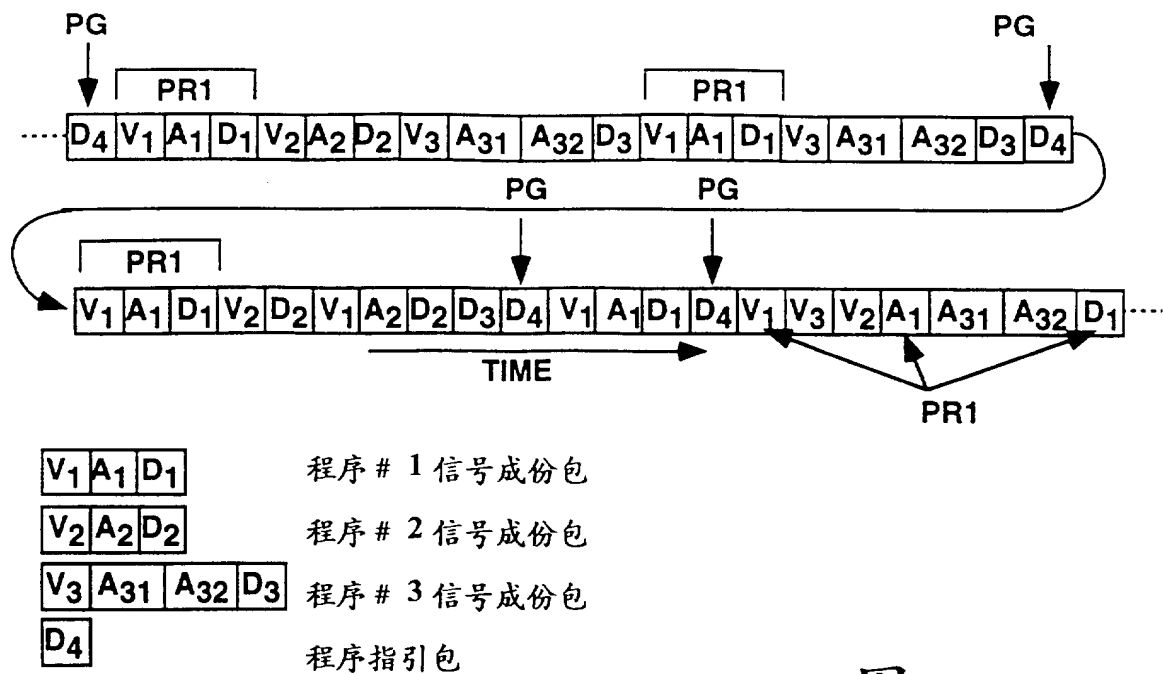 PG PG
PR1 PR1
D4 V1 A1 D1 V2 A2 D2 V3 A31 A32 D3 V1 A1 D1 V3 A31 A32 D3 D4
PG PG
PR1
V1 A1 D1 V2 D2 V1 A2 D2 D3 D4 V1 A1 D1 D4 V1 V3 V2 A1 A31 A32 D1
TIME
PR1
V1 A1 D1 程序# 1信号成份包
V2 A2 D2 程序# 2信号成份包
V3 A31 A32 D3 程序# 3信号成份包
D4 程序指引包